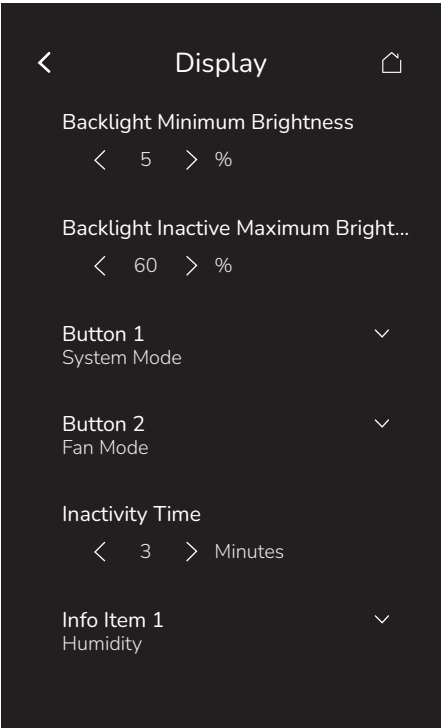 Display
Backlight Minimum Brightness
5 %
Backlight Inactive Maximum Bright...
60 %
Button 1
System Mode
Button 2
Fan Mode
Inactivity Time
3 Minutes
Info Item 1
Humidity